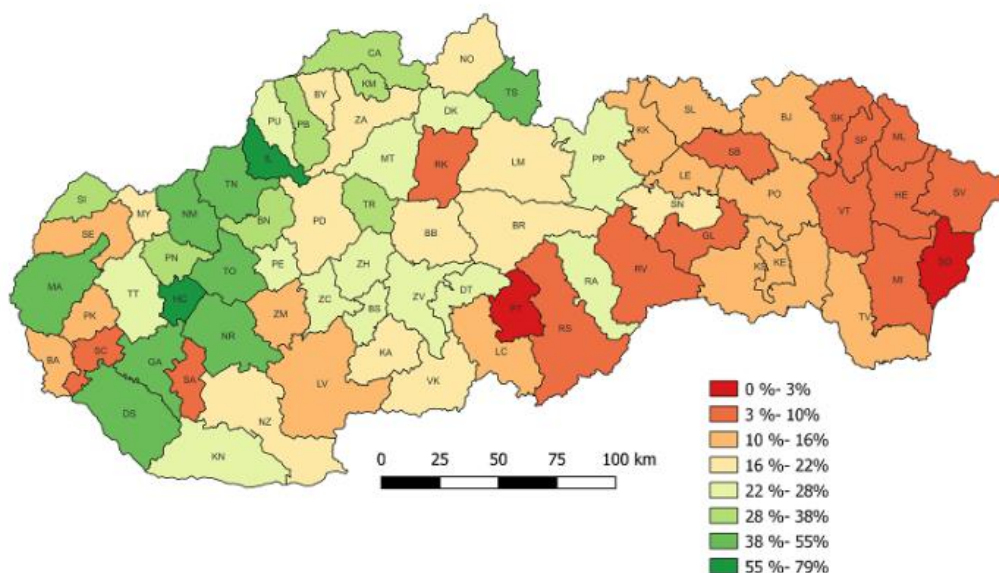 NO
CA
KM
TS
BY
DK
PU
PB
ZA
SL
BJ
SK
KK
SP
ML
IL
MT
RK
LM
PP
SB
TN
LE
PO
HE
SV
SI
NM
BN
TR
SN
VT
MY
PD
SE
BB
BR
GL
SO
PN
TO
PE
ZH
RV
KS
KE
MI
MA
TT
HC
ZC
BS
ZV
DT
RA
PK
ZM
PT
TV
NR
RS
BA
SC
GA
SA
KA
LC
LV
VK
DS
NZ
KN
0 %- 3%
3 %- 10%
10 %- 16%
16 %- 22%
22 %- 28%
28 %- 38%
38 %- 55%
55 %- 79%
0 25 50 75 100 km